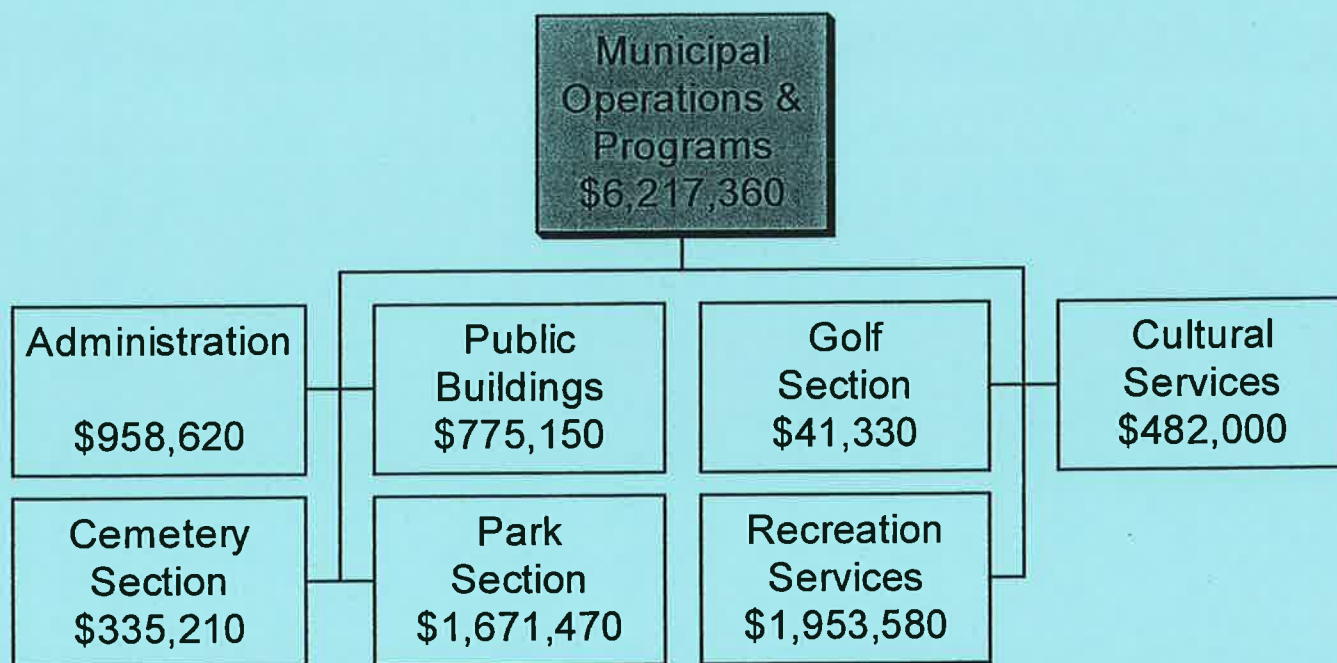 Municipal
Operations &
Programs
$6,217,360
Administration
$958,620
Public
Buildings
$775,150
Golf
Section
$41,330
Cultural
Services
$482,000
Cemetery
Section
$335,210
Park
Section
$1,671,470
Recreation
Services
$1,953,580